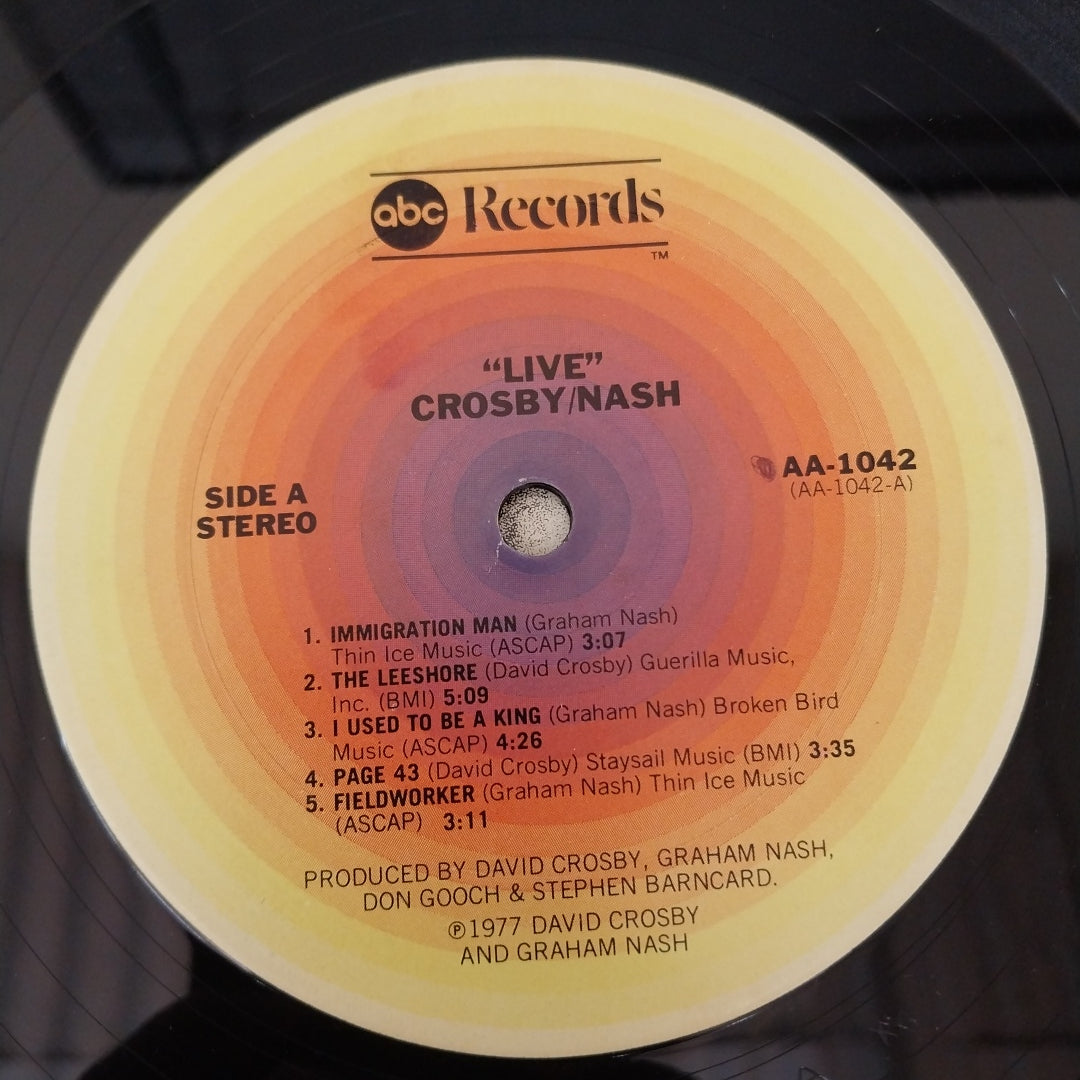 abc Records
TM
“LIVE”
CROSBY/NASH
SIDE A
STEREO
AA-1042
(AA-1042-A)
1. IMMIGRATION MAN (Graham Nash)
Thin Ice Music (ASCAP) 3:07
2. THE LEESHORE (David Crosby) Guerilla Music,
Inc. (BMI) 5:09
3. I USED TO BE A KING (Graham Nash) Broken Bird
Music (ASCAP) 4:26
4. PAGE 43 (David Crosby) Staysail Music (BMI) 3:35
5. FIELDWORKER (Graham Nash) Thin Ice Music
(ASCAP) 3:11
PRODUCED BY DAVID CROSBY, GRAHAM NASH,
DON GOOCH & STEPHEN BARNCARD.
℗1977 DAVID CROSBY
AND GRAHAM NASH